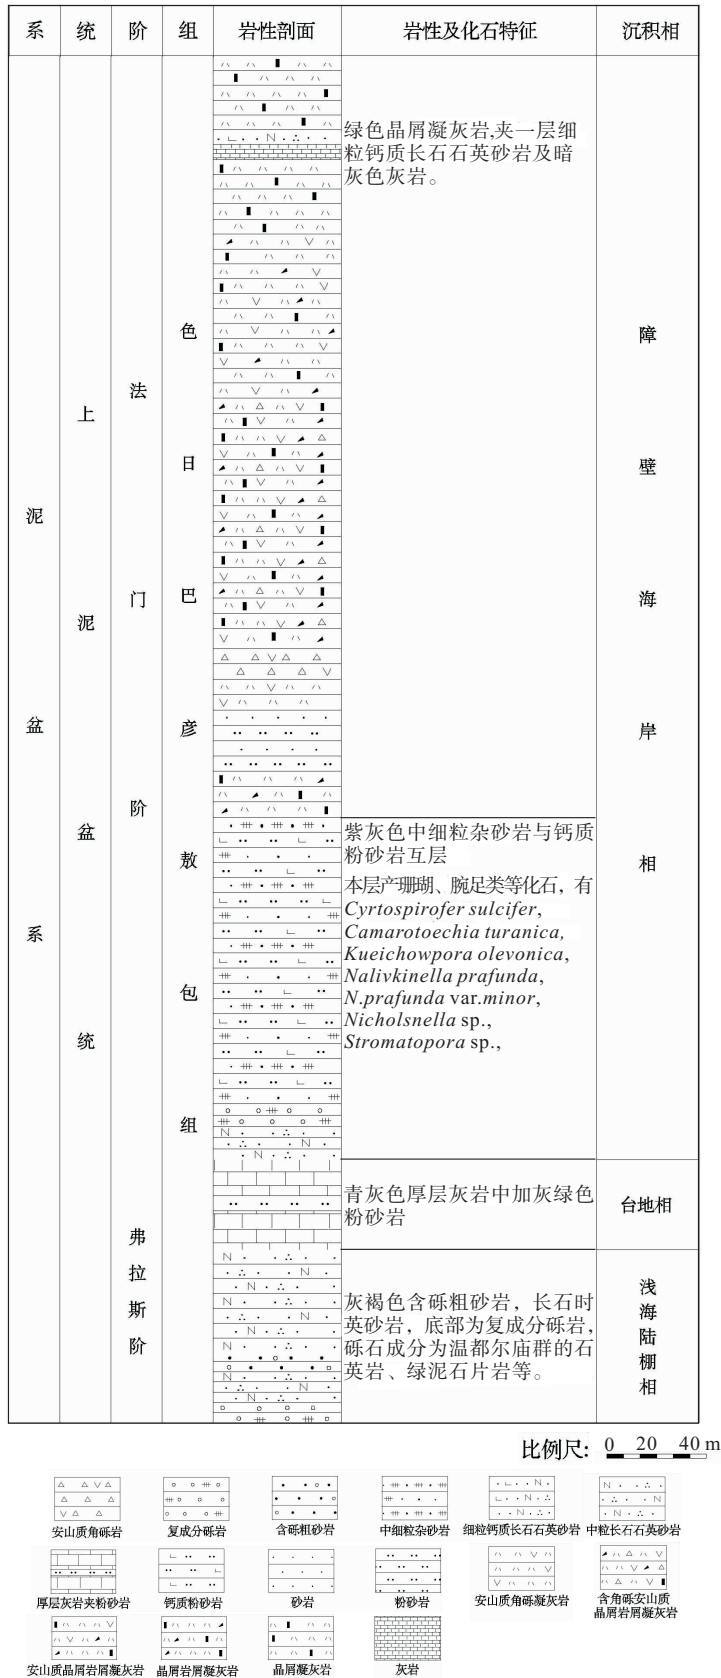 系 统 阶 组 岩性剖面 岩性及化石特征 沉积相
泥盆系
上泥盆统
法门阶
弗拉斯阶
色日巴彦敖包组
绿色晶屑凝灰岩,夹一层细
粒钙质长石石英砂岩及暗
灰色灰岩。
紫灰色中细粒杂砂岩与钙质
粉砂岩互层
本层产珊瑚、腕足类等化石，有
Cyrtospirofer sulcifer,
Camarotoechia turanica,
Kueichowpora olevonica,
Nalivkinella prafunda,
N.prafunda var.minor,
Nicholsnella sp.,
Stromatopora sp.,
青灰色厚层灰岩中加灰绿色
粉砂岩
灰褐色含砾粗砂岩，长石时
英砂岩，底部为复成分砾岩,
砾石成分为温都尔庙群的石
英岩、绿泥石片岩等。
障壁海岸相
台地相
浅海陆棚相
比例尺: 0 20 40 m
安山质角砾岩 复成分砾岩 含砾粗砂岩 中细粒杂砂岩 细粒钙质长石石英砂岩 中粒长石石英砂岩
厚层灰岩夹粉砂岩 钙质粉砂岩 砂岩 粉砂岩 安山质角砾凝灰岩 含角砾安山质
晶屑岩屑凝灰岩
安山质晶屑岩屑凝灰岩 晶屑岩屑凝灰岩 晶屑凝灰岩 灰岩